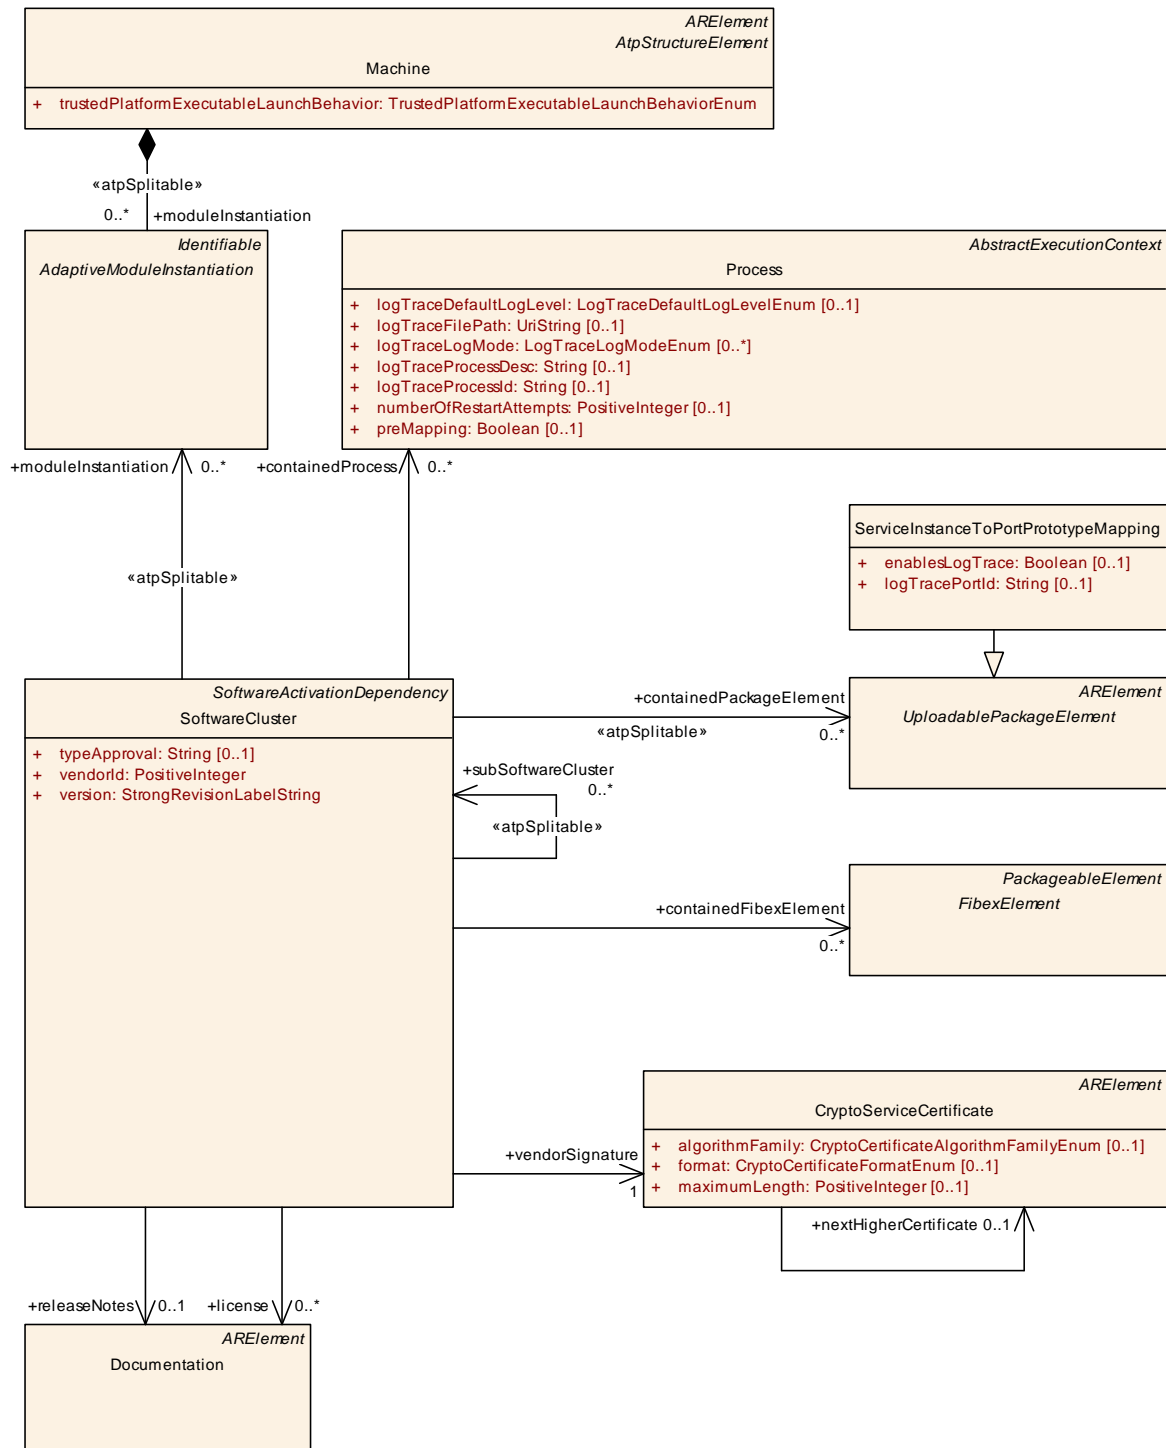 ARElement
AtpStructureElement
Machine
+ trustedPlatformExecutableLaunchBehavior: TrustedPlatformExecutableLaunchBehaviorEnum
«atpSplitable»
0..* +moduleInstantiation
Identifiable
AdaptiveModuleInstantiation
AbstractExecutionContext
Process
+ logTraceDefaultLogLevel: LogTraceDefaultLogLevelEnum [0..1]
+ logTraceFilePath: UriString [0..1]
+ logTraceLogMode: LogTraceLogModeEnum [0..*]
+ logTraceProcessDesc: String [0..1]
+ logTraceProcessId: String [0..1]
+ numberOfRestartAttempts: PositiveInteger [0..1]
+ preMapping: Boolean [0..1]
+moduleInstantiation 0..*
+containedProcess 0..*
ServiceInstanceToPortPrototypeMapping
+ enablesLogTrace: Boolean [0..1]
+ logTracePortId: String [0..1]
«atpSplitable»
SoftwareActivationDependency
SoftwareCluster
+ typeApproval: String [0..1]
+ vendorId: PositiveInteger
+ version: StrongRevisionLabelString
+containedPackageElement
«atpSplitable»
0..*
ARElement
UploadablePackageElement
+subSoftwareCluster
0..*
«atpSplitable»
PackageableElement
FibexElement
+containedFibexElement
0..*
ARElement
CryptoServiceCertificate
+ algorithmFamily: CryptoCertificateAlgorithmFamilyEnum [0..1]
+ format: CryptoCertificateFormatEnum [0..1]
+ maximumLength: PositiveInteger [0..1]
+vendorSignature
1
+nextHigherCertificate 0..1
+releaseNotes 0..1
+license 0..*
ARElement
Documentation